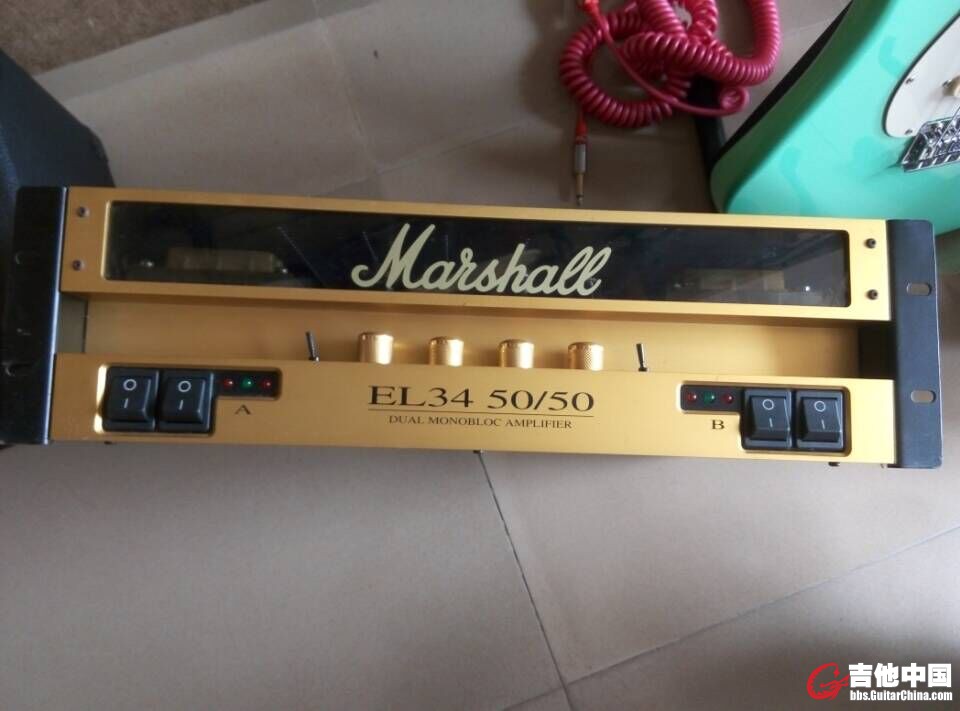 Marshall
EL34 50/50
DUAL MONOBLOC AMPLIFIER
A
B
吉他中国
bbs.GuitarChina.com